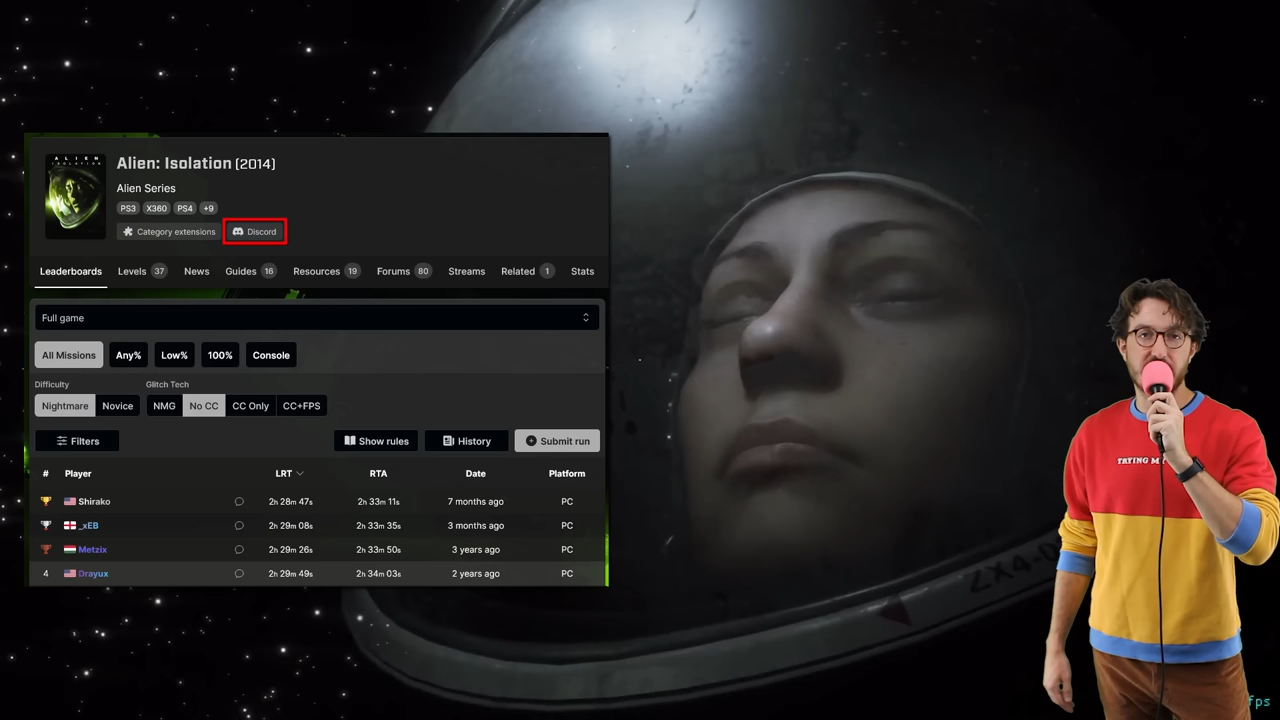 ALIEN
ISOLATION
Alien: Isolation (2014)
Alien Series
PS3 X360 PS4 +9
Category extensions Discord
Leaderboards Levels 37 News Guides 16 Resources 19 Forums 80 Streams Related 1 Stats
Full game
All Missions Any% Low% 100% Console
Difficulty Glitch Tech
Nightmare Novice NMG No CC CC Only CC+FPS
Filters Show rules History Submit run
# Player LRT RTA Date Platform
Shirako 2h 28m 47s 2h 33m 11s 7 months ago PC
_xEB 2h 29m 08s 2h 33m 35s 3 months ago PC
Metzix 2h 29m 26s 2h 33m 50s 3 years ago PC
4 Drayux 2h 29m 49s 2h 34m 03s 2 years ago PC
TRYING
fps